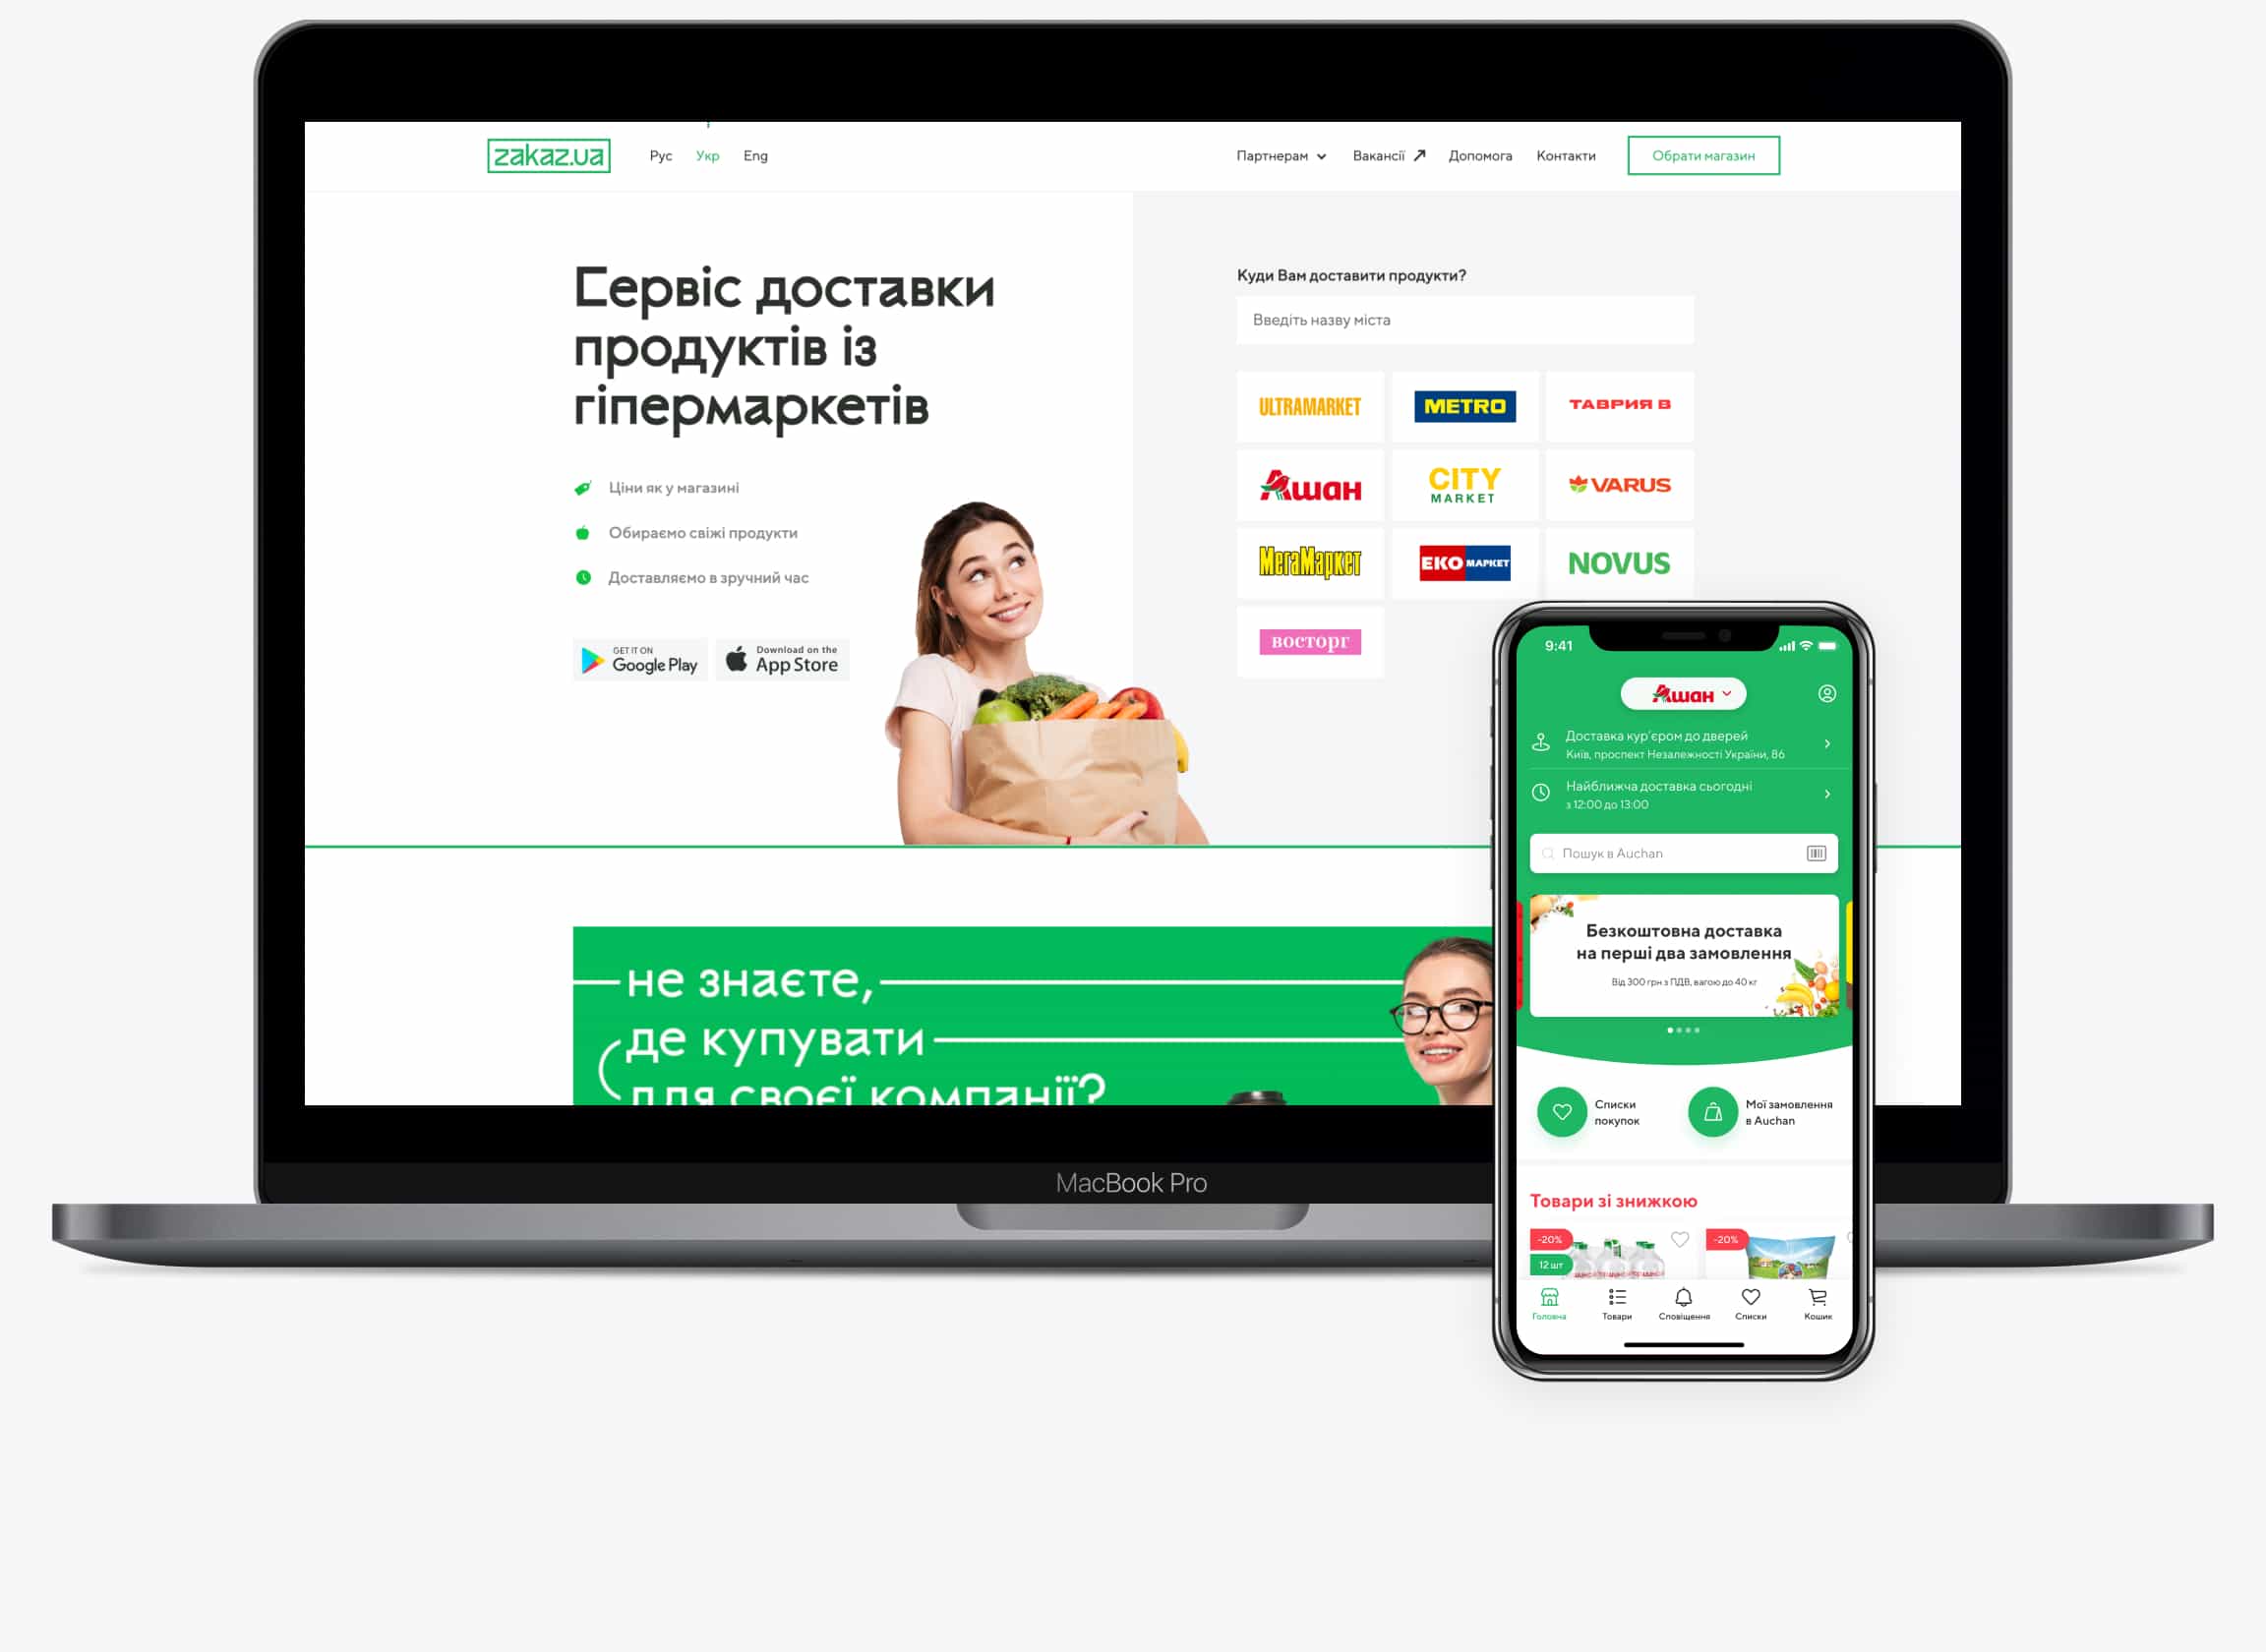 zakaz.ua
Рус Укр Eng
Партнерам Вакансії Допомога Контакти Обрати магазин
Сервіс доставки
продуктів із
гіпермаркетів
Ціни як у магазині
Обираємо свіжі продукти
Доставляємо в зручний час
GET IT ON
Google Play
Download on the
App Store
Куди Вам доставити продукти?
Введіть назву міста
ULTRAMARKET METRO ТАВРИЯ В
Ашан CITY MARKET VARUS
МегаМаркет ЕКО МАРКЕТ NOVUS
восторг
не знаєте,
де купувати
для своєї компанії?
MacBook Pro
9:41
Ашан
Доставка кур'єром до дверей
Київ, проспект Незалежності України, 86
Найближча доставка сьогодні
з 12:00 до 13:00
Пошук в Auchan
Безкоштовна доставка
на перші два замовлення
Від 300 грн з ПДВ, вагою до 40 кг
Списки
покупок
Мої замовлення
в Auchan
Товари зі знижкою
-20% -20%
12 шт
Головна Товари Сповіщення Списки Кошик